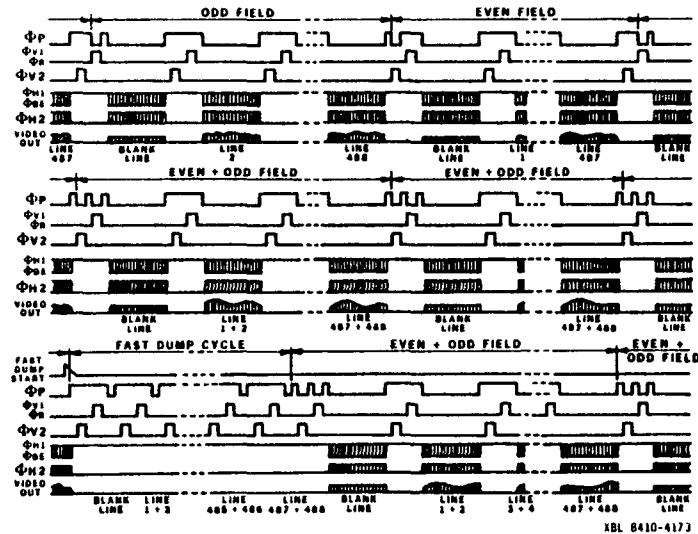 ODD FIELD EVEN FIELD
ΦP
ΦV1
ΦR
ΦV2
ΦH1
ΦBE
ΦH2
VIDEO OUT
LINE 487 BLANK LINE LINE 2 LINE 488 BLANK LINE LINE 1 LINE 487 BLANK LINE
EVEN + ODD FIELD EVEN + ODD FIELD
ΦP
ΦV1
ΦR
ΦV2
ΦH1
ΦBE
ΦH2
VIDEO OUT
BLANK LINE LINE 1 + 2 LINE 487 + 488 BLANK LINE LINE 487 + 488 BLANK LINE
FAST DUMP CYCLE EVEN + ODD FIELD EVEN + ODD FIELD
FAST DUMP START
ΦP
ΦV1
ΦR
ΦV2
ΦH1
ΦBE
ΦH2
VIDEO OUT
BLANK LINE LINE 1 + 2 LINE 485 + 486 LINE 487 + 488 BLANK LINE LINE 1 + 2 LINE 3 + 4 LINE 487 + 488 BLANK LINE
XBL 8410-4173